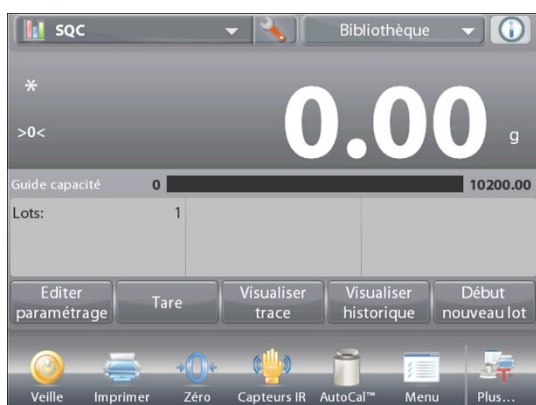 SQC Bibliothèque
*
>0< 0.00 g
Guide capacité 0 10200.00
Lots: 1
Editer paramétrage Tare Visualiser trace Visualiser historique Début nouveau lot
Veille Imprimer Zéro Capteurs IR AutoCal™ Menu Plus...